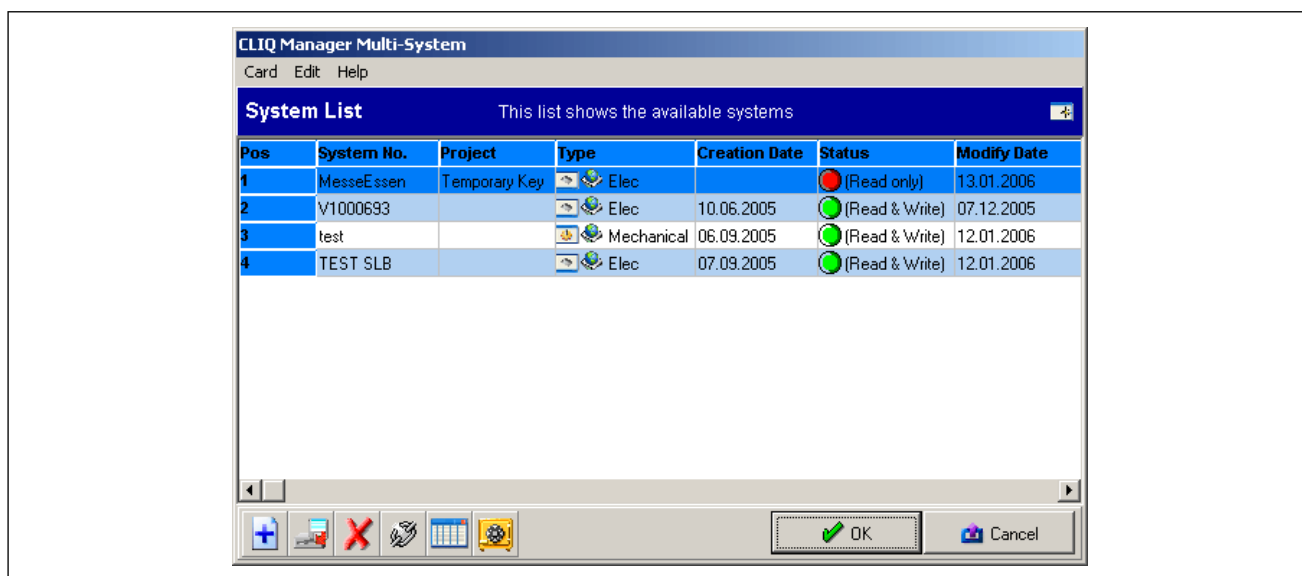 CLIQ Manager Multi-System
Card Edit Help
System List This list shows the available systems
Pos System No. Project Type Creation Date Status Modify Date
1 MesseEssen Temporary Key Elec (Read only) 13.01.2006
2 V1000693 Elec 10.06.2005 (Read & Write) 07.12.2005
3 test Mechanical 06.09.2005 (Read & Write) 12.01.2006
4 TEST SLB Elec 07.09.2005 (Read & Write) 12.01.2006
OK Cancel